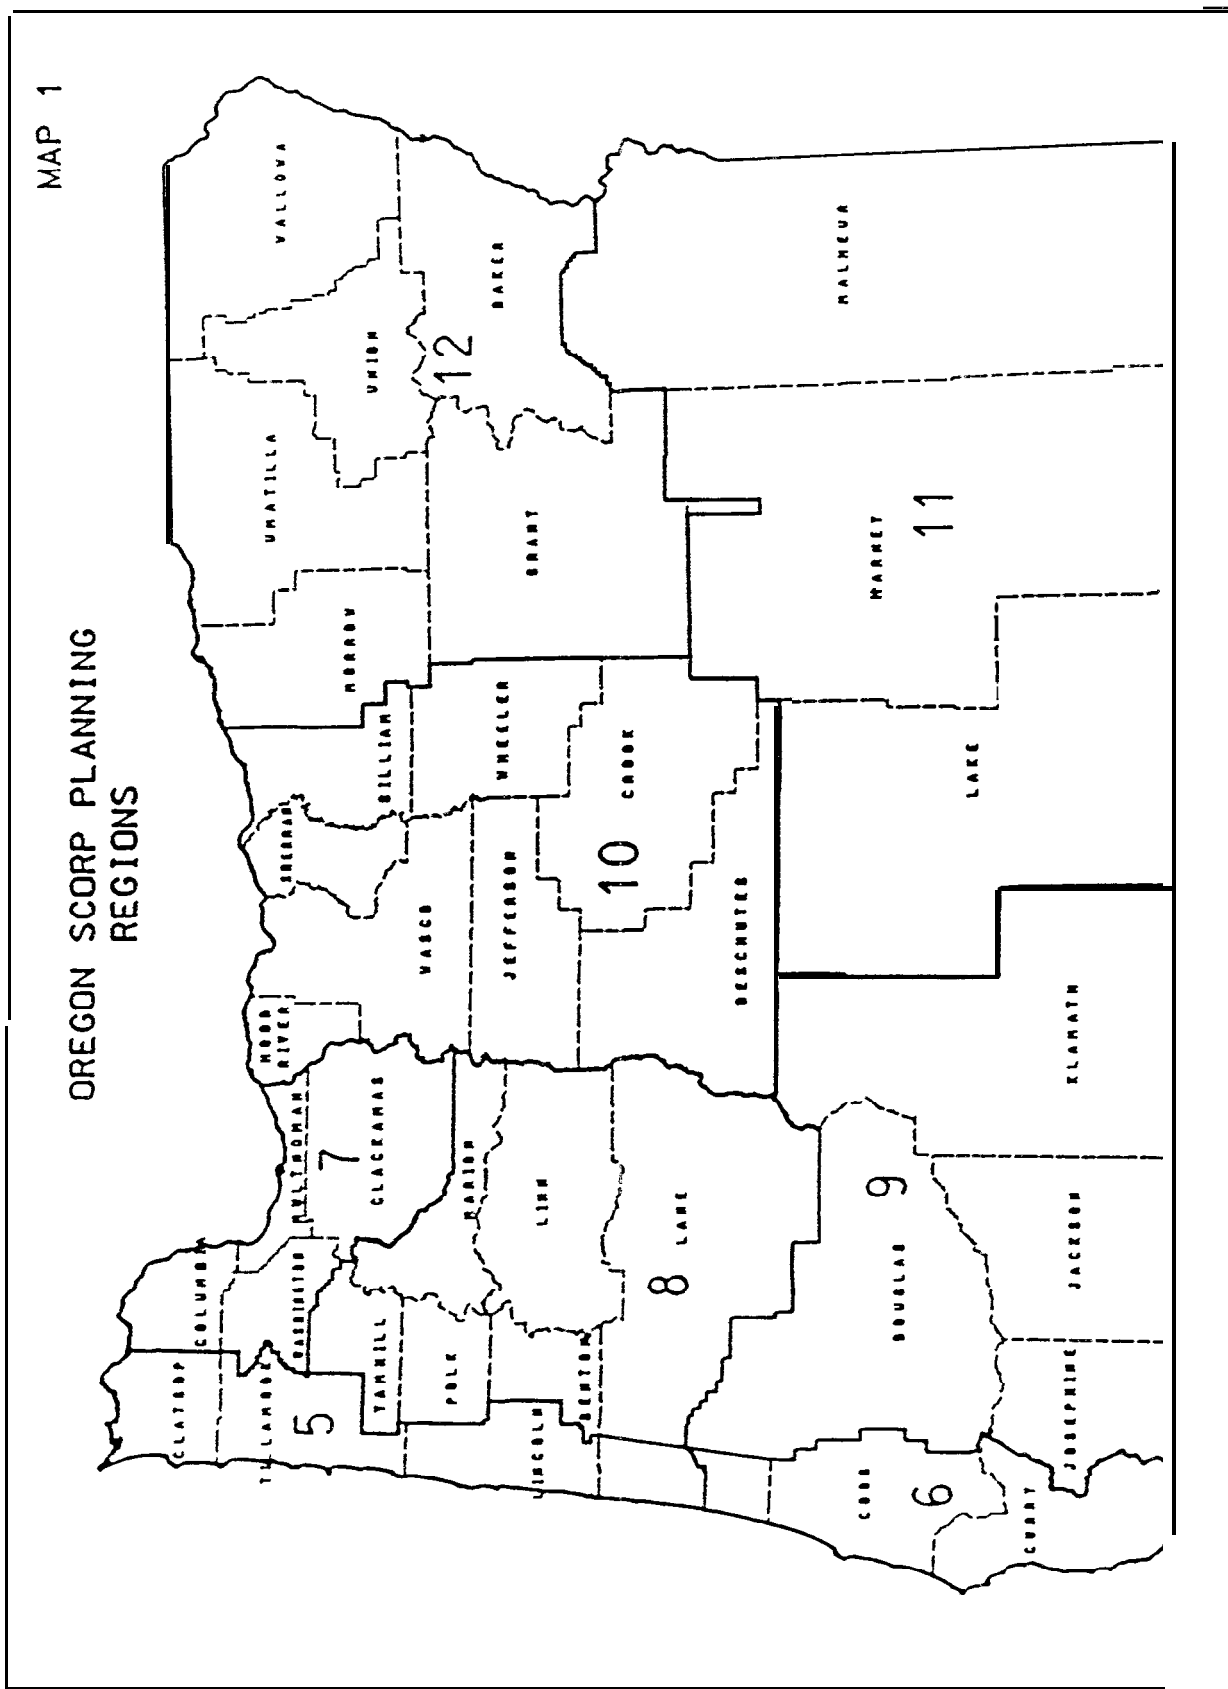 MAP 1
OREGON SCORP PLANNING
REGIONS
CLATSOP
COLUMBIA
TILLAMOOK
5
WASHINGTON
MULTNOMAH
HOOD
RIVER
SHERMAN
GILLIAM
MORROW
UMATILLA
WALLOWA
UNION
YAMHILL
7
CLACKAMAS
WASCO
12
BAKER
POLK
MARION
JEFFERSON
WHEELER
GRANT
LINCOLN
BENTON
LINN
10
CROOK
LANE
8
DESCHUTES
MALHEUR
COOS
6
DOUGLAS
9
HARNEY
11
LAKE
CURRY
JOSEPHINE
JACKSON
KLAMATH